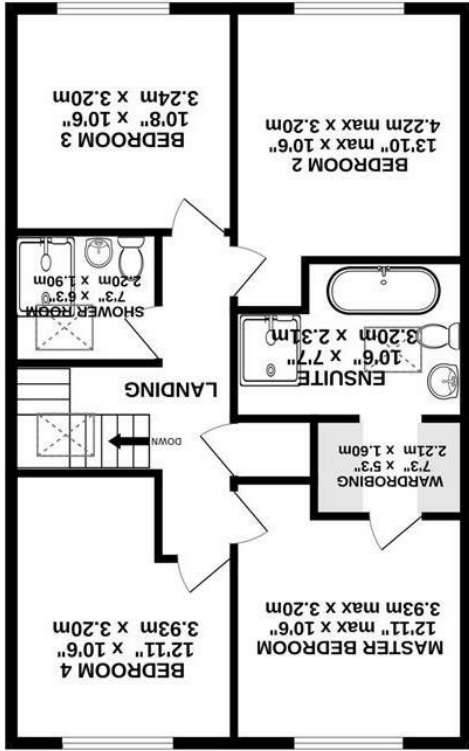 MASTER BEDROOM
12'11" max x 10'6"
3.93m max x 3.20m
BEDROOM 4
12'11" x 10'6"
3.93m x 3.20m
WARDROBING
7'3" x 5'3"
2.21m x 1.60m
DOWN
LANDING
ENSUITE
10'6" x 7'7"
3.20m x 2.31m
SHOWER ROOM
7'3" x 6'3"
2.20m x 1.90m
BEDROOM 2
13'10" max x 10'6"
4.22m max x 3.20m
BEDROOM 3
10'8" x 10'6"
3.24m x 3.20m